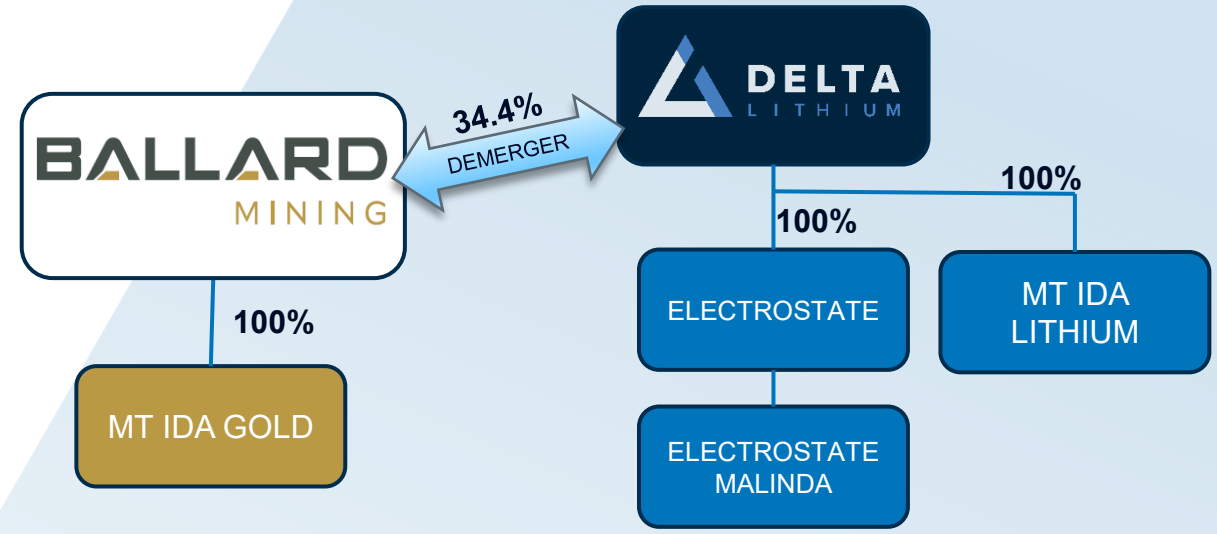 BALLARD
MINING
34.4%
DEMERGER
DELTA
LITHIUM
100%
MT IDA GOLD
100%
ELECTROSTATE
ELECTROSTATE
MALINDA
100%
MT IDA
LITHIUM